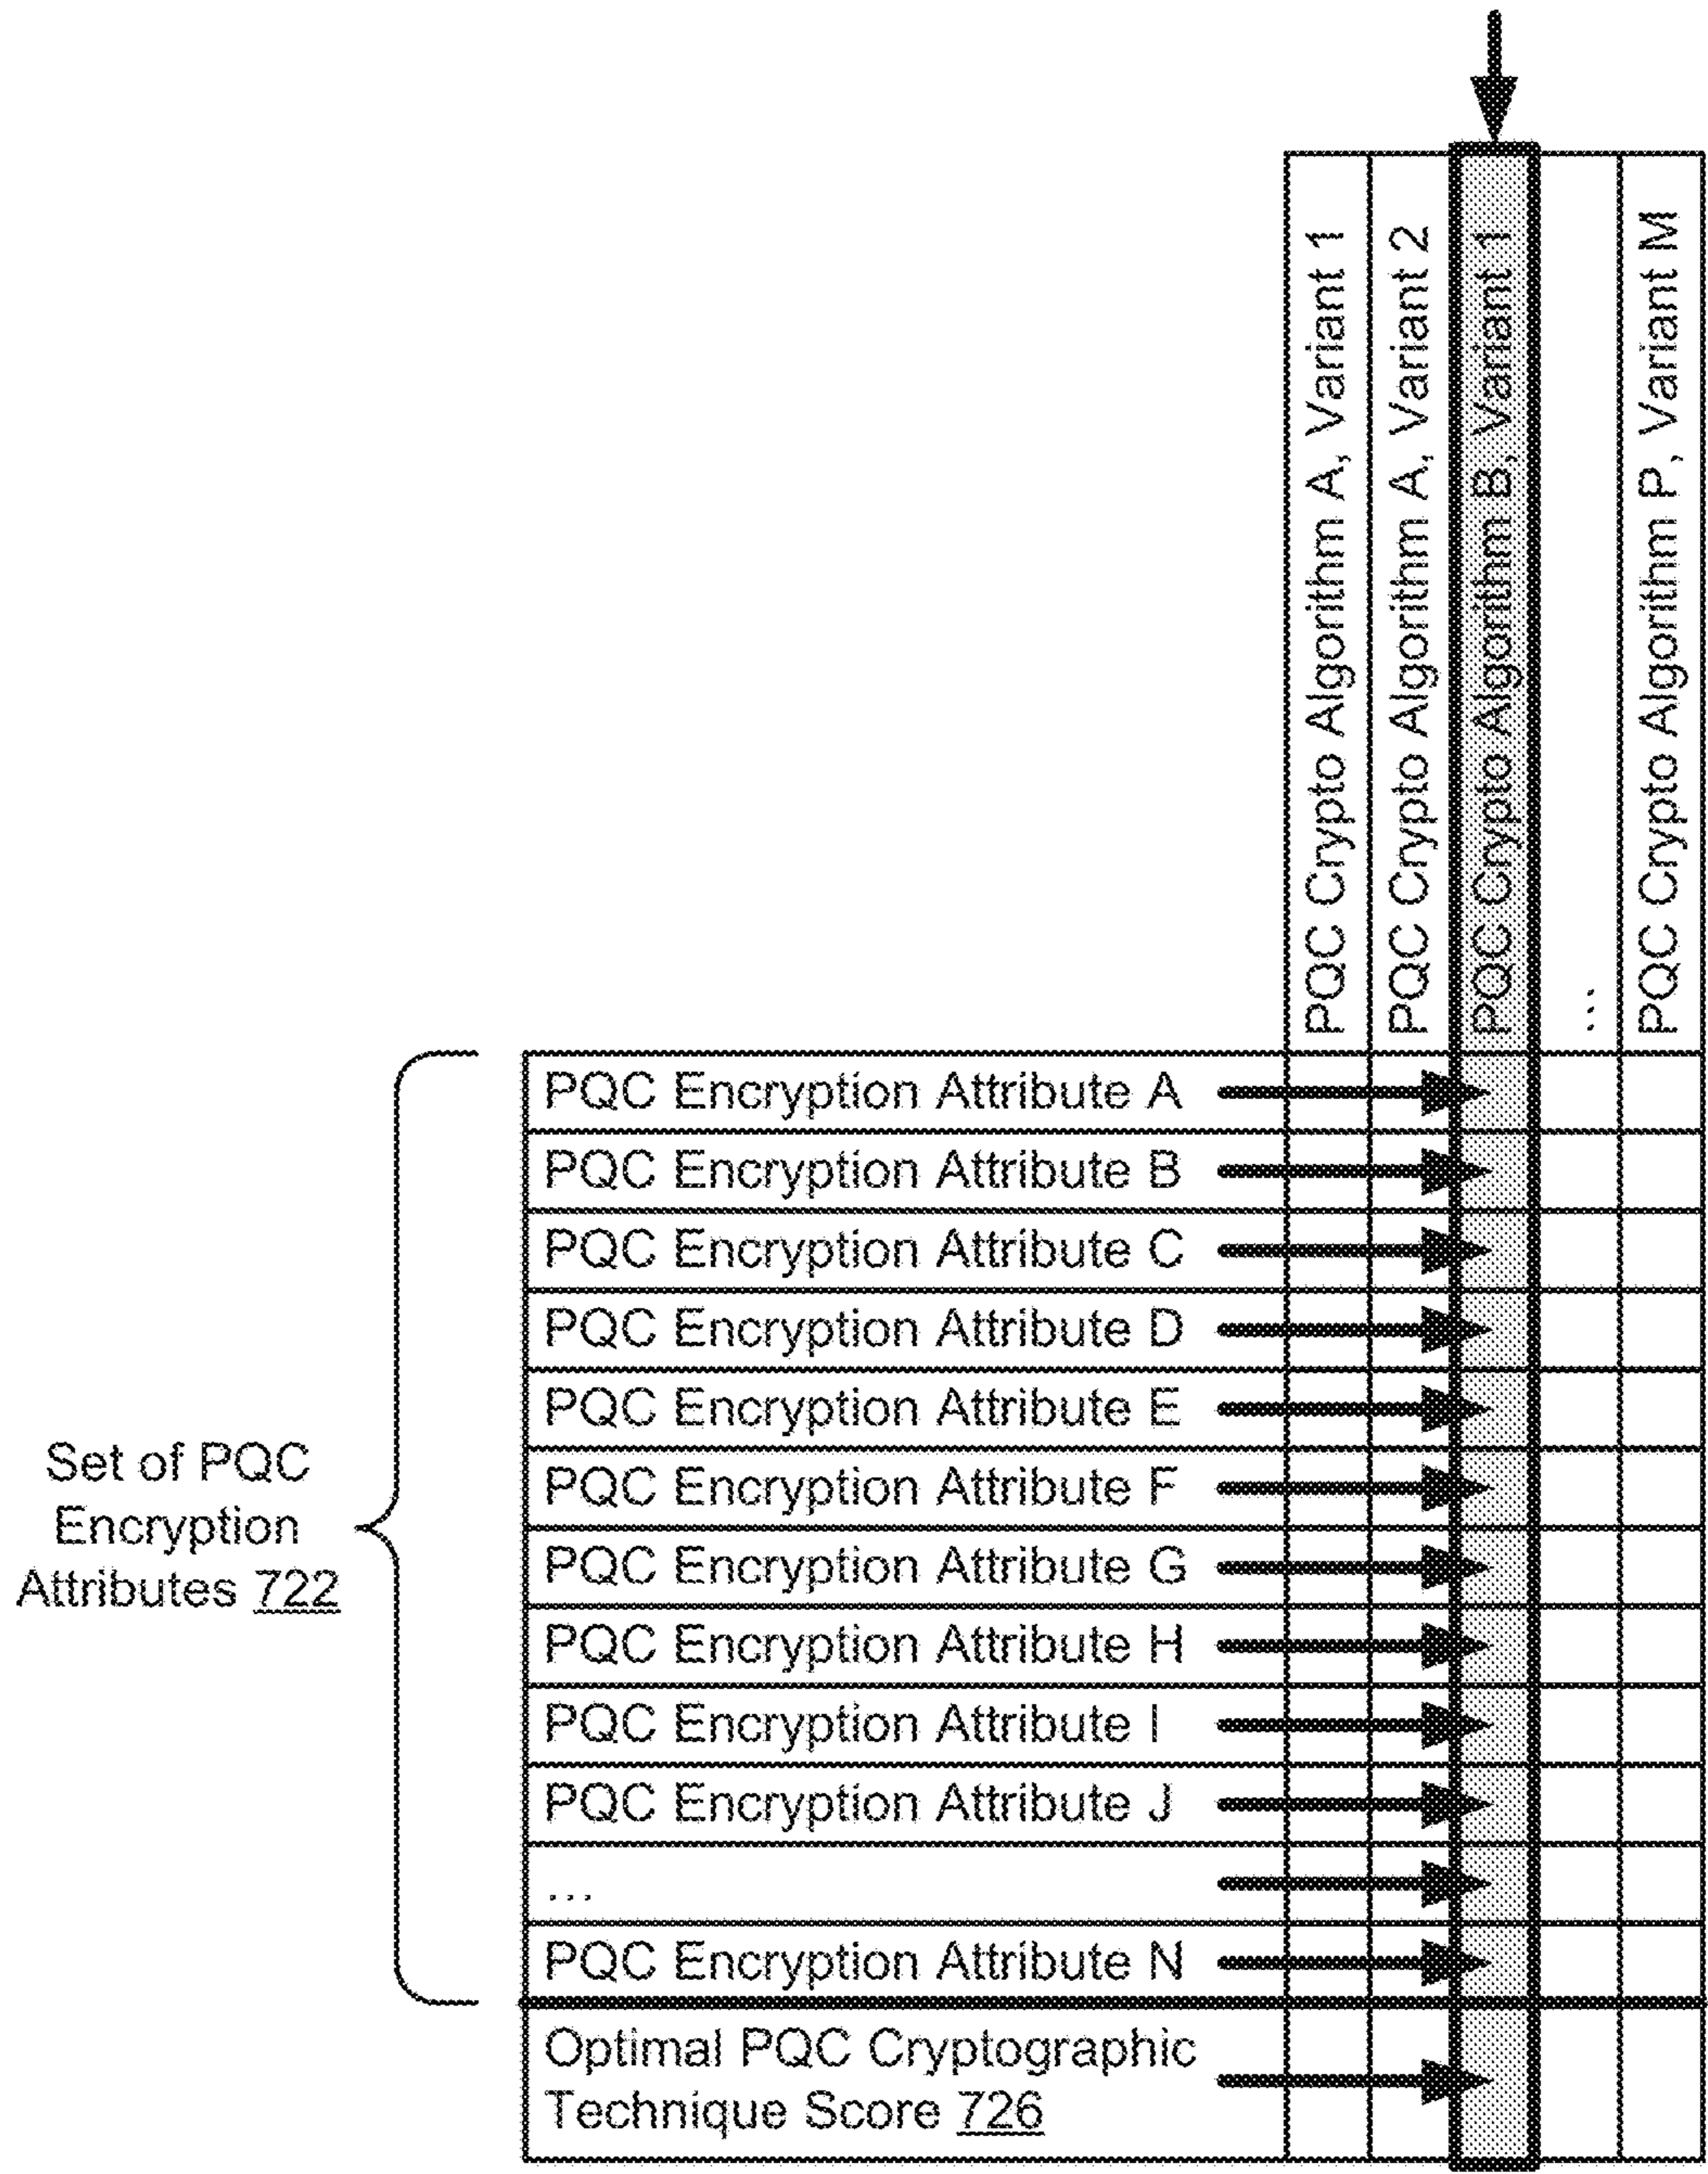 PQC Crypto Algorithm A, Variant 1
PQC Crypto Algorithm A, Variant 2
PQC Crypto Algorithm B, Variant 1
...
PQC Crypto Algorithm P, Variant M
Set of PQC
Encryption
Attributes 722
PQC Encryption Attribute A
PQC Encryption Attribute B
PQC Encryption Attribute C
PQC Encryption Attribute D
PQC Encryption Attribute E
PQC Encryption Attribute F
PQC Encryption Attribute G
PQC Encryption Attribute H
PQC Encryption Attribute I
PQC Encryption Attribute J
...
PQC Encryption Attribute N
Optimal PQC Cryptographic
Technique Score 726